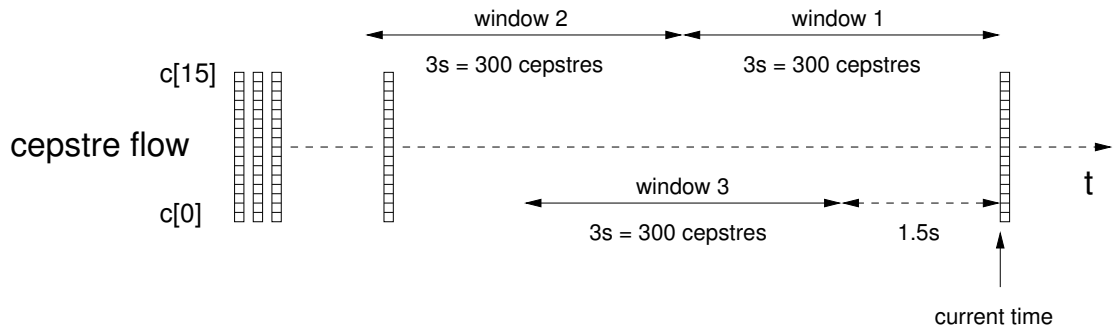 window 2
window 1
3s = 300 cepstres
3s = 300 cepstres
c[15]
cepstre flow
t
window 3
c[0]
3s = 300 cepstres
1.5s
current time